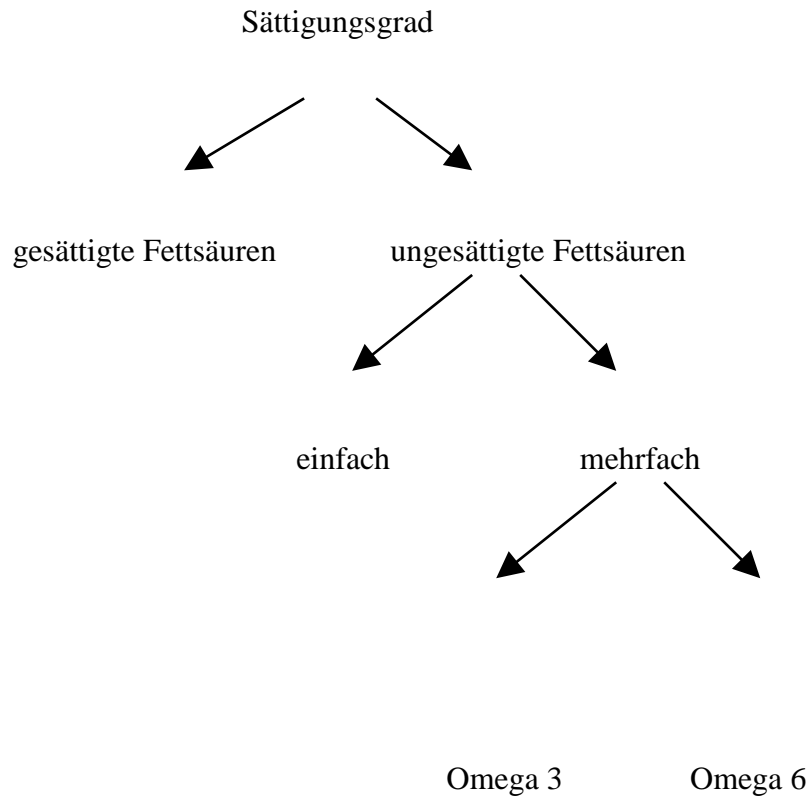 Sättigungsgrad
gesättigte Fettsäuren ungesättigte Fettsäuren
einfach mehrfach
Omega 3 Omega 6